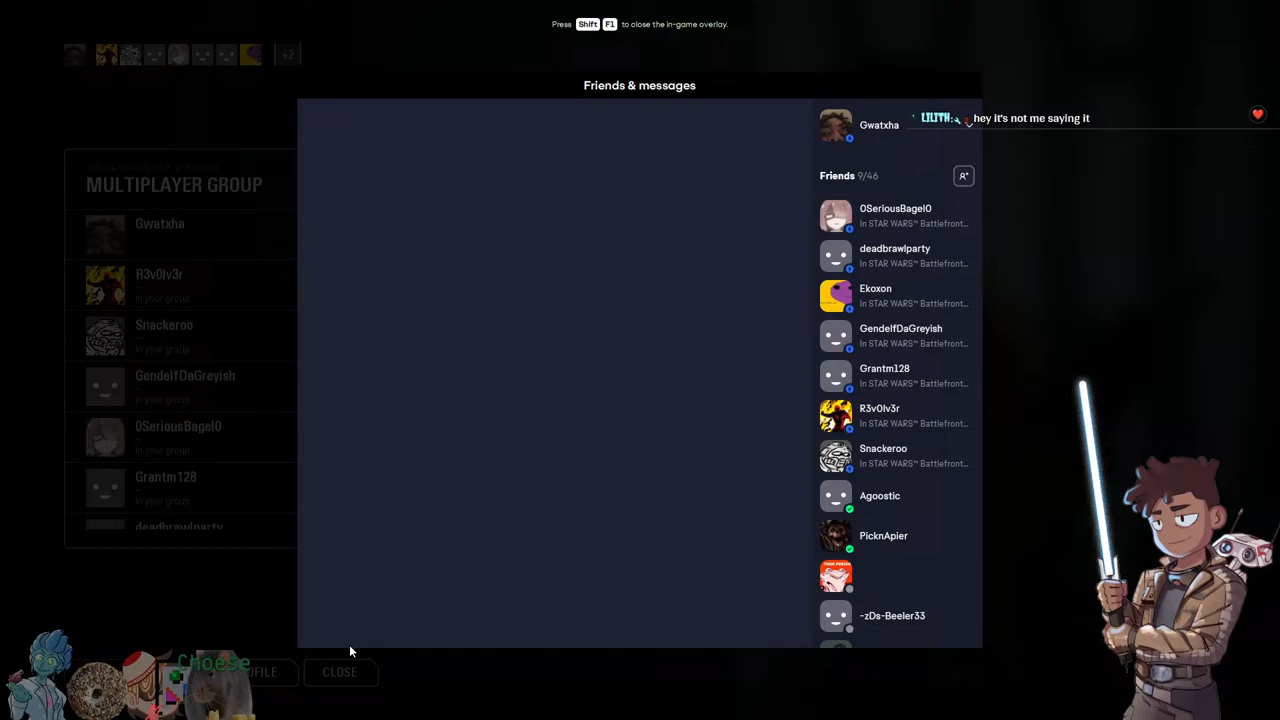 Press Shift F1 to close the in-game overlay.
+2
Friends & messages
MULTIPLAYER GROUP
Gwatxha
R3v0lv3r
In your group
Snackeroo
In your group
GendelfDaGreyish
In your group
0SeriousBagel0
In your group
Grantm128
In your group
deadbrawlparty
Gwatxha
LILITH: hey it's not me saying it
Friends 9/46
0SeriousBagel0
In STAR WARS™ Battlefront...
deadbrawlparty
In STAR WARS™ Battlefront...
Ekoxon
In STAR WARS™ Battlefront...
GendelfDaGreyish
In STAR WARS™ Battlefront...
Grantm128
In STAR WARS™ Battlefront...
R3v0lv3r
In STAR WARS™ Battlefront...
Snackeroo
In STAR WARS™ Battlefront...
Agoostic
PicknApier
-zDs-Beeler33
Choese
OFILE
CLOSE